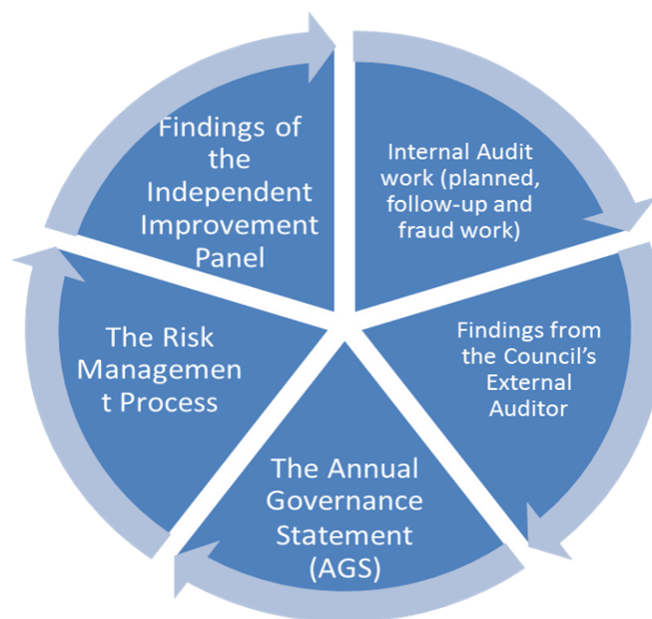 Findings of
the
Independent
Improvement
Panel
Internal Audit
work (planned,
follow-up and
fraud work)
Findings from
the Council’s
External
Auditor
The Annual
Governance
Statement
(AGS)
The Risk
Managemen
t Process